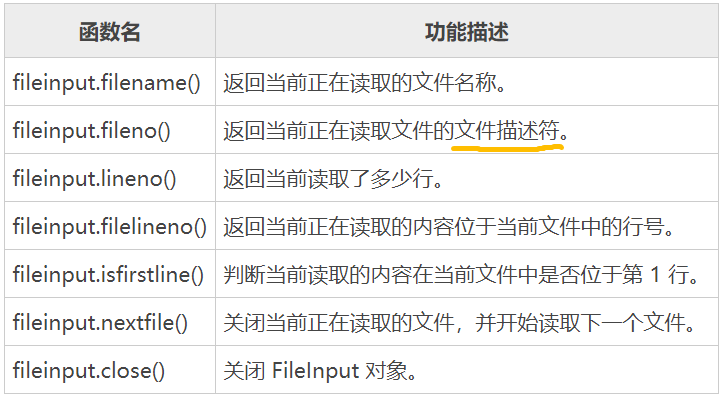 函数名 功能描述
fileinput.filename() 返回当前正在读取的文件名称。
fileinput.fileno() 返回当前正在读取文件的文件描述符。
fileinput.lineno() 返回当前读取了多少行。
fileinput.filelineno() 返回当前正在读取的内容位于当前文件中的行号。
fileinput.isfirstline() 判断当前读取的内容在当前文件中是否位于第 1 行。
fileinput.nextfile() 关闭当前正在读取的文件，并开始读取下一个文件。
fileinput.close() 关闭 FileInput 对象。